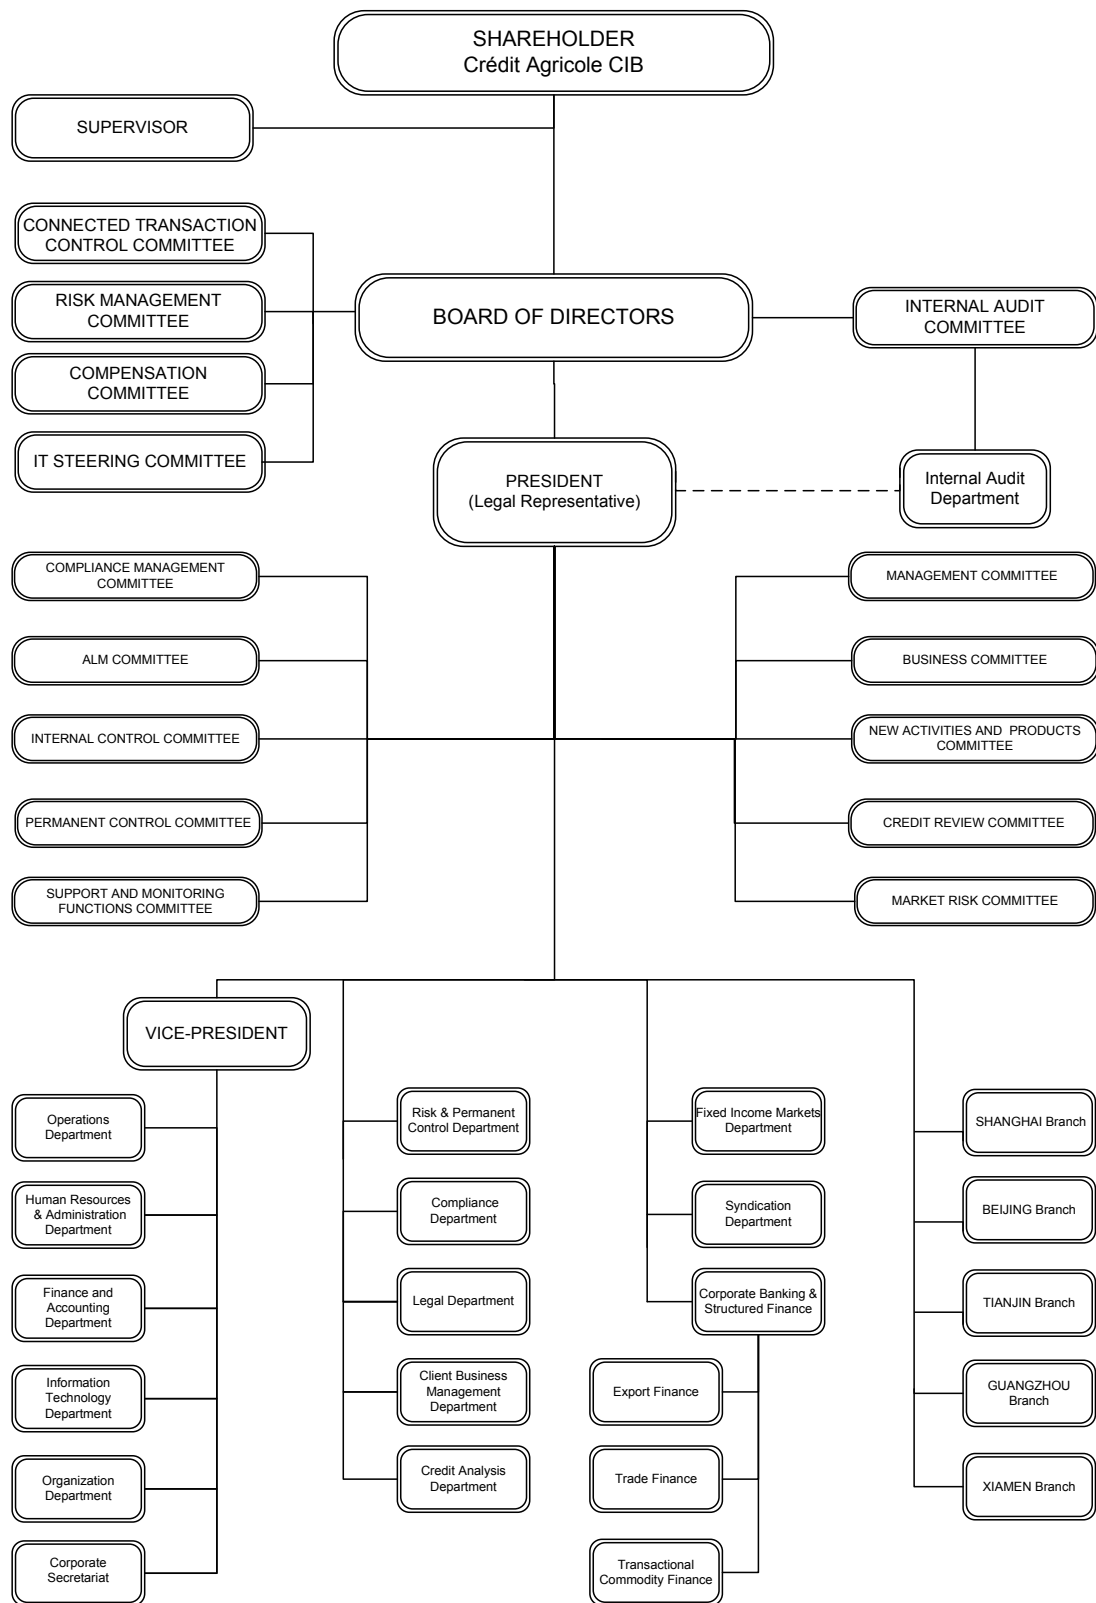 SHAREHOLDER
Crédit Agricole CIB
SUPERVISOR
CONNECTED TRANSACTION
CONTROL COMMITTEE
RISK MANAGEMENT
COMMITTEE
COMPENSATION
COMMITTEE
IT STEERING COMMITTEE
BOARD OF DIRECTORS
INTERNAL AUDIT
COMMITTEE
PRESIDENT
(Legal Representative)
Internal Audit
Department
COMPLIANCE MANAGEMENT
COMMITTEE
ALM COMMITTEE
INTERNAL CONTROL COMMITTEE
PERMANENT CONTROL COMMITTEE
SUPPORT AND MONITORING
FUNCTIONS COMMITTEE
MANAGEMENT COMMITTEE
BUSINESS COMMITTEE
NEW ACTIVITIES AND PRODUCTS
COMMITTEE
CREDIT REVIEW COMMITTEE
MARKET RISK COMMITTEE
VICE-PRESIDENT
Operations
Department
Human Resources
& Administration
Department
Finance and
Accounting
Department
Information
Technology
Department
Organization
Department
Corporate
Secretariat
Risk & Permanent
Control Department
Compliance
Department
Legal Department
Client Business
Management
Department
Credit Analysis
Department
Fixed Income Markets
Department
Syndication
Department
Corporate Banking &
Structured Finance
Export Finance
Trade Finance
Transactional
Commodity Finance
SHANGHAI Branch
BEIJING Branch
TIANJIN Branch
GUANGZHOU
Branch
XIAMEN Branch